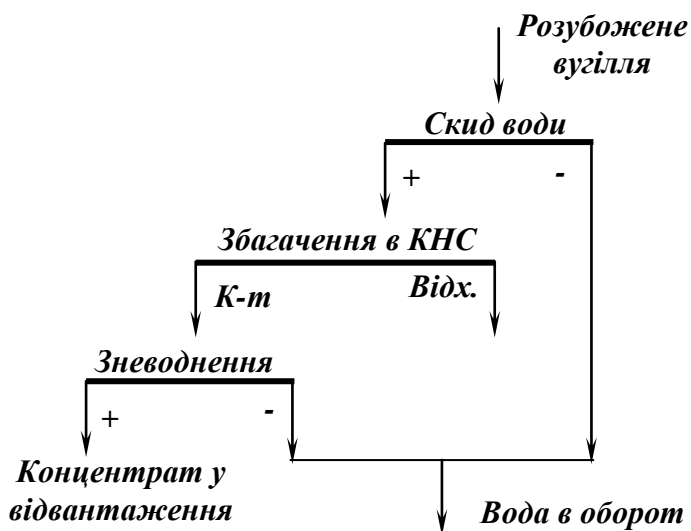 Розубожене
вугілля
Скид води
+ -
Збагачення в КНС
К-т Відх.
Зневоднення
+ -
Концентрат у
відвантаження
Вода в оборот